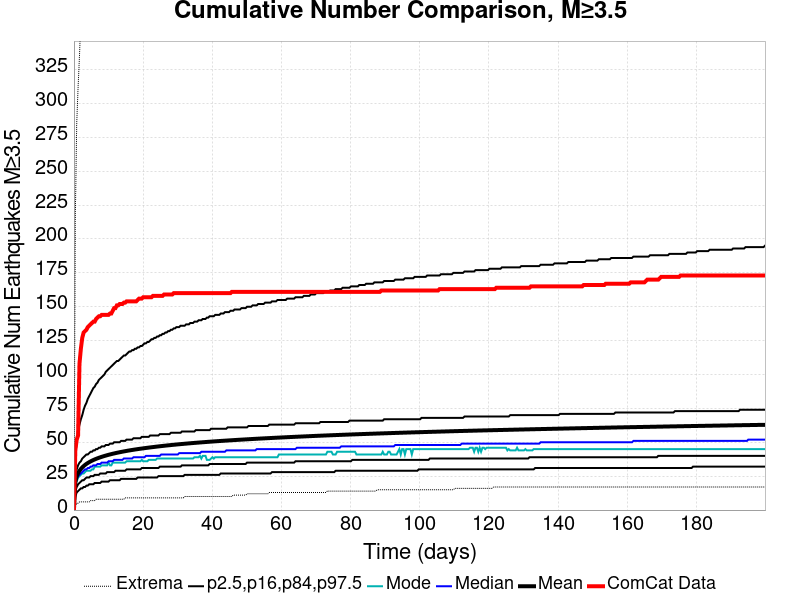 Cumulative Number Comparison, M≥3.5
Cumulative Num Earthquakes M≥3.5
325
300
275
250
225
200
175
150
125
100
75
50
25
0
0 20 40 60 80 100 120 140 160 180
Time (days)
Extrema p2.5,p16,p84,p97.5 Mode Median Mean ComCat Data